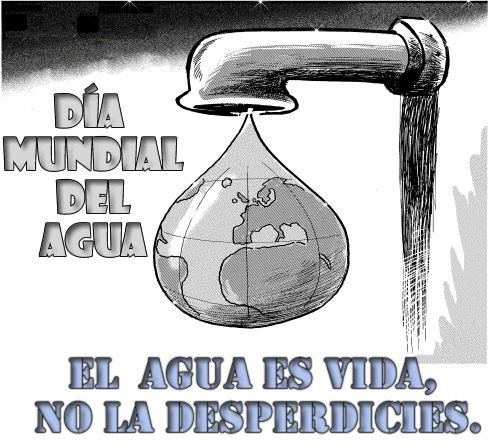 DÍA
MUNDIAL
DEL
AGUA
EL AGUA ES VIDA,
NO LA DESPERDICIES.